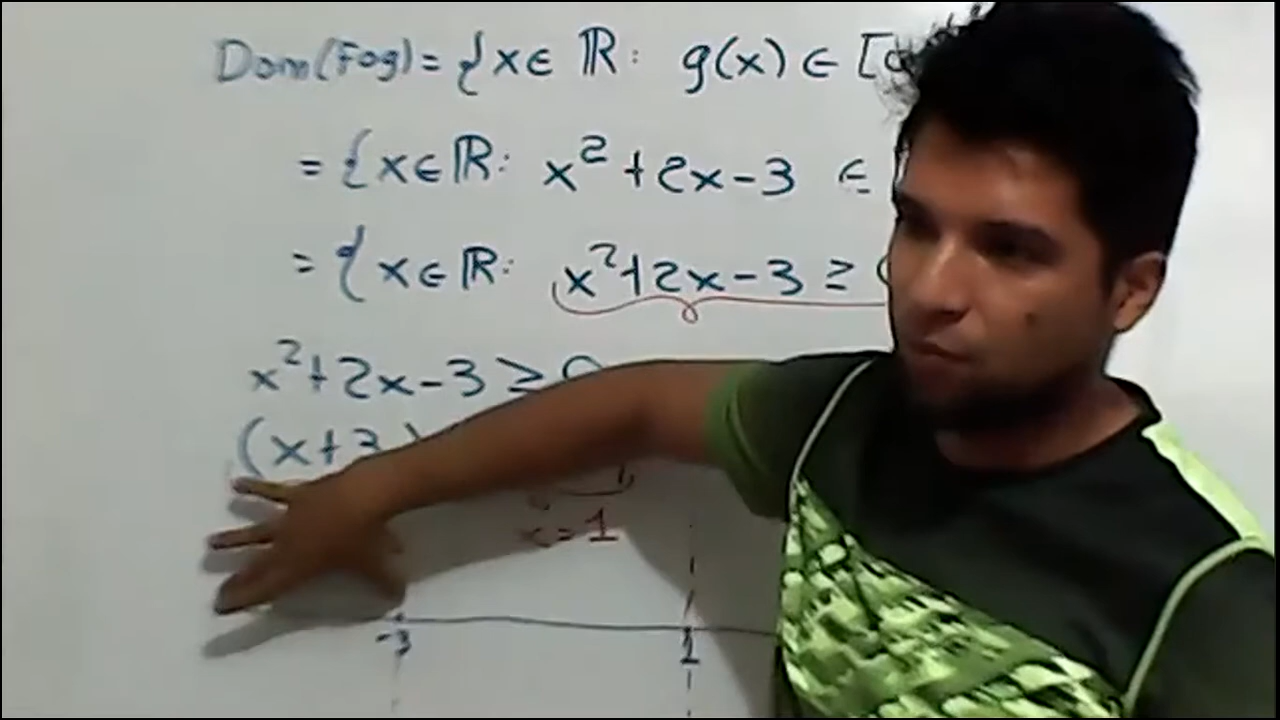 Dom(Fog) = {x ∈ ℝ: g(x) ∈ [
= {x ∈ ℝ: x² + 2x - 3 ∈
= {x ∈ ℝ: x² + 2x - 3 ≥
x² + 2x - 3 ≥ 0
(x + 3)
x = 1
-3 1